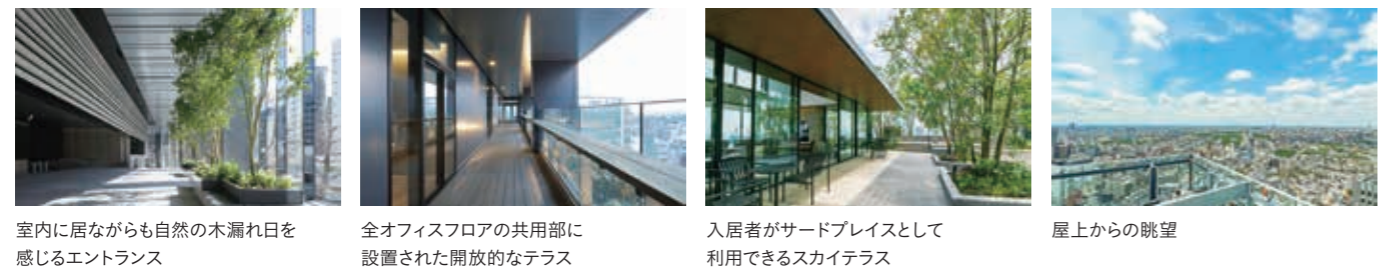 室内に居ながらも自然の木漏れ日を
感じるエントランス
全オフィスフロアの共用部に
設置された開放的なテラス
入居者がサードプレイスとして
利用できるスカイテラス
屋上からの眺望